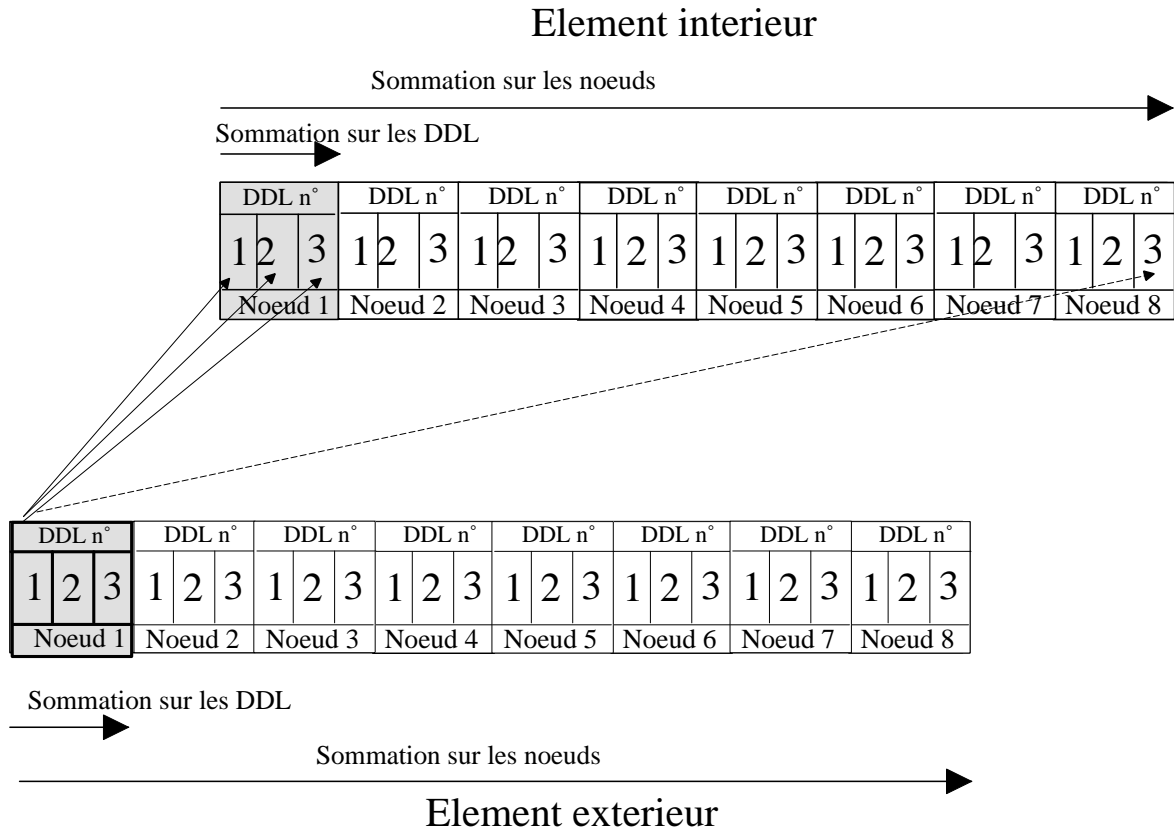 Element interieur
Sommation sur les noeuds
Sommation sur les DDL
DDL n° DDL n° DDL n° DDL n° DDL n° DDL n° DDL n° DDL n°
1 2 3 1 2 3 1 2 3 1 2 3 1 2 3 1 2 3 1 2 3 1 2 3
Noeud 1 Noeud 2 Noeud 3 Noeud 4 Noeud 5 Noeud 6 Noeud 7 Noeud 8
DDL n° DDL n° DDL n° DDL n° DDL n° DDL n° DDL n° DDL n°
1 2 3 1 2 3 1 2 3 1 2 3 1 2 3 1 2 3 1 2 3 1 2 3
Noeud 1 Noeud 2 Noeud 3 Noeud 4 Noeud 5 Noeud 6 Noeud 7 Noeud 8
Sommation sur les DDL
Sommation sur les noeuds
Element exterieur